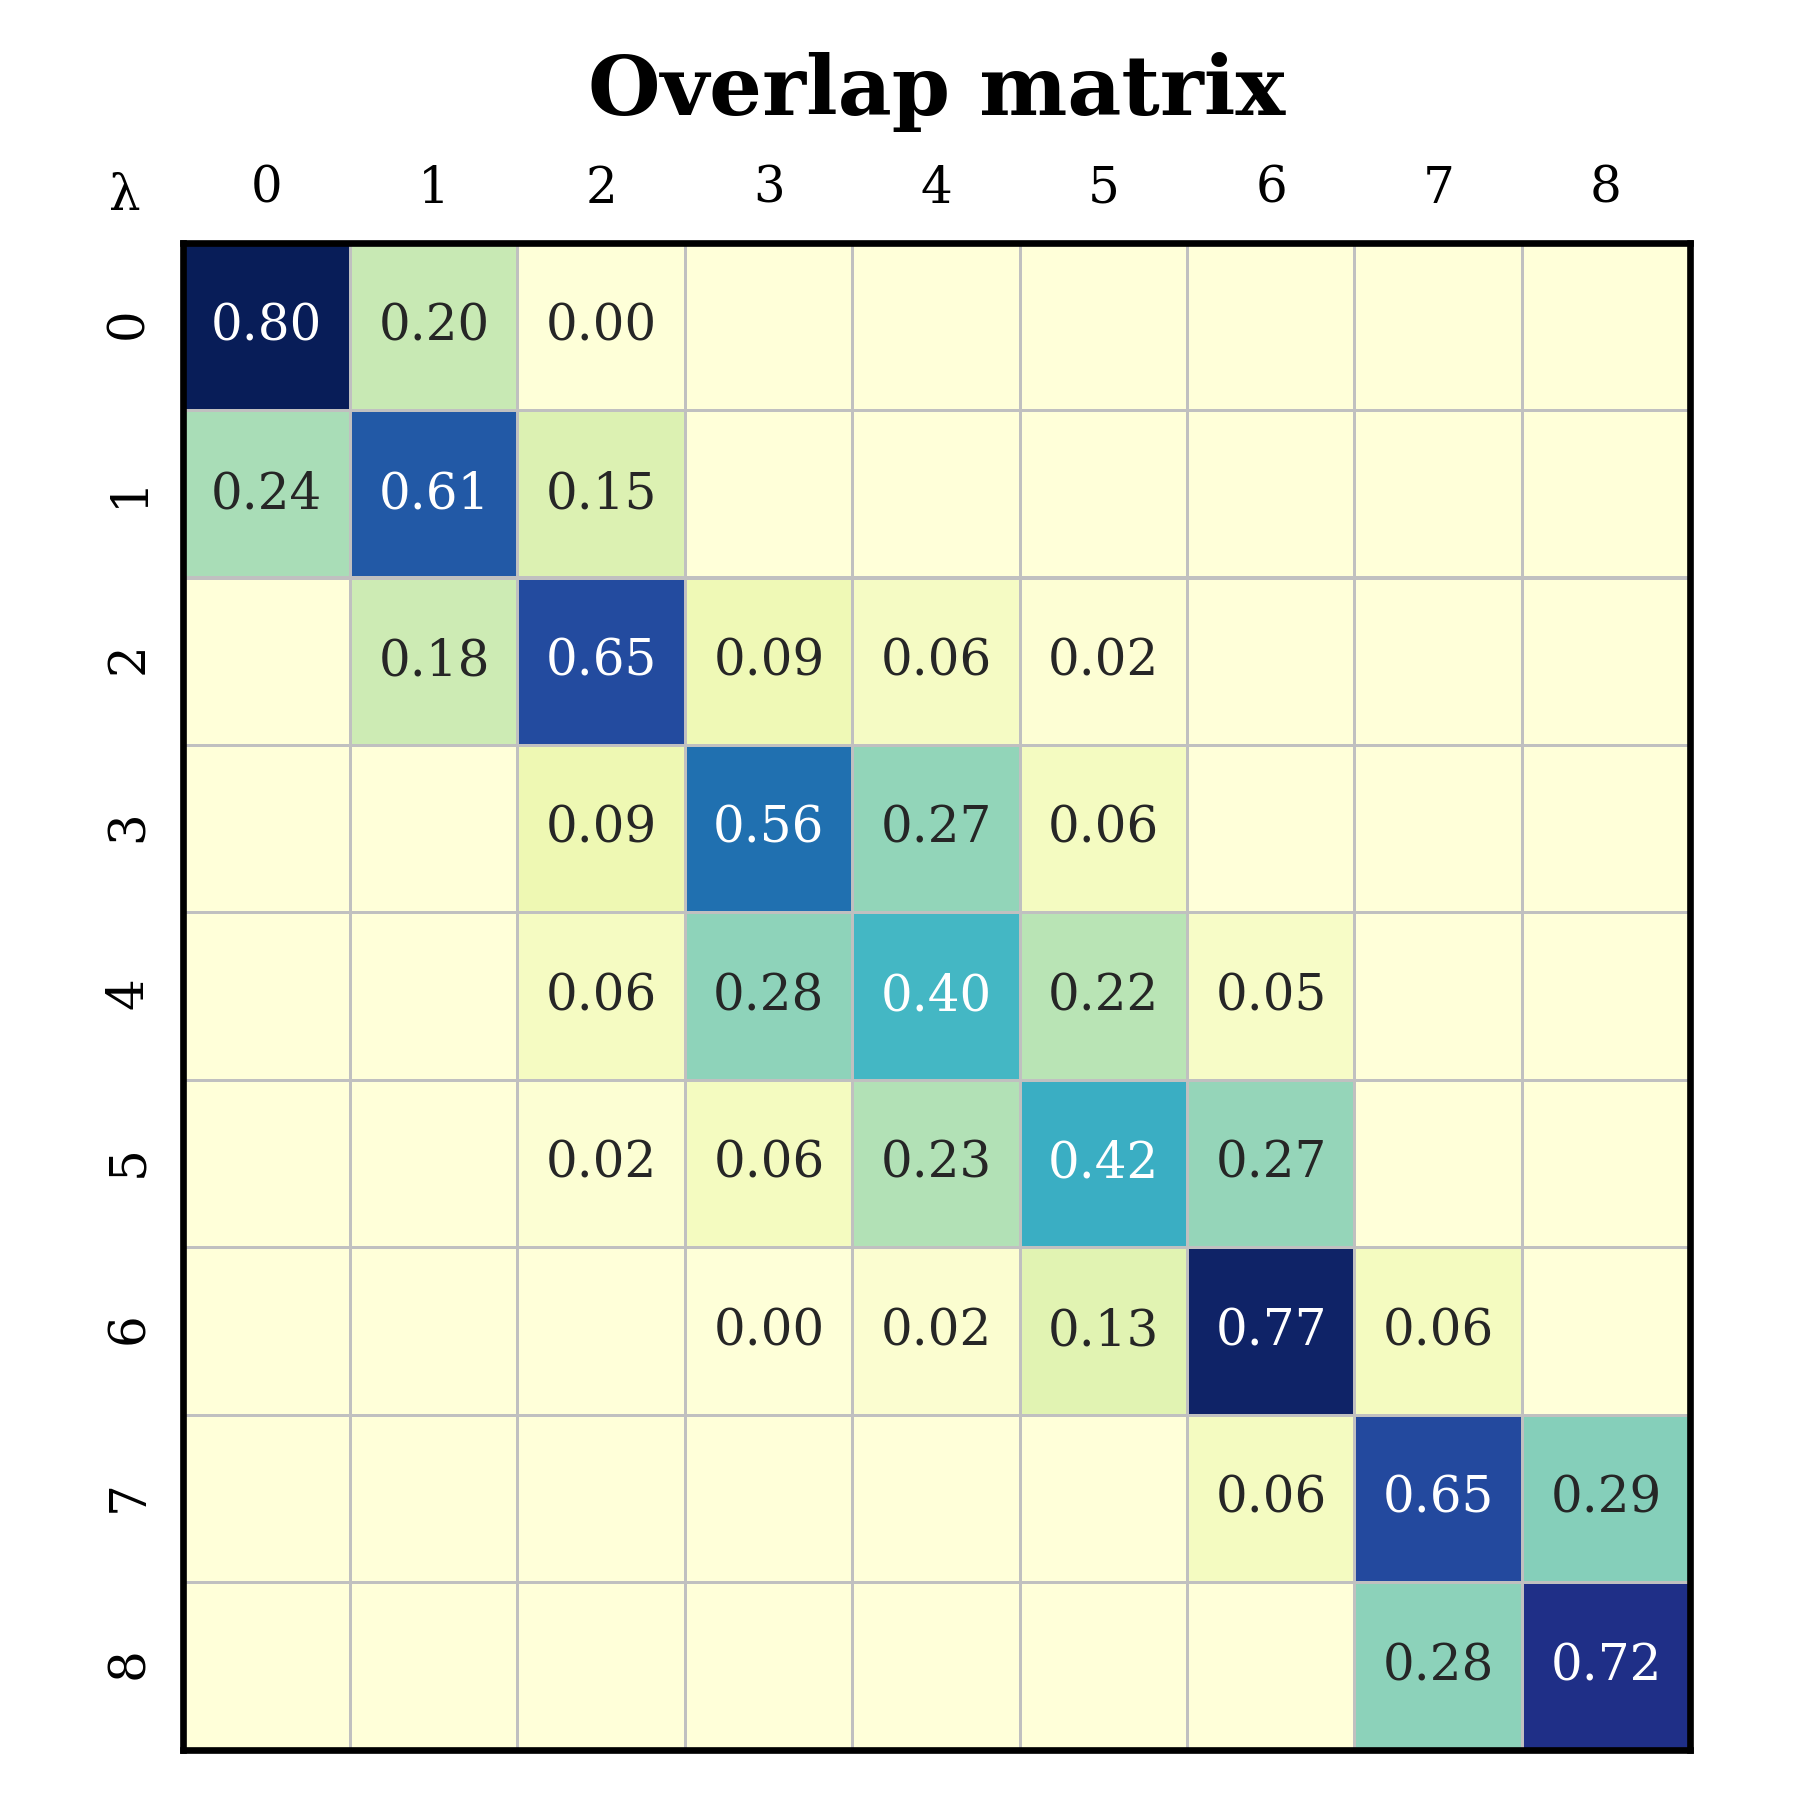 Overlap matrix
λ 0 1 2 3 4 5 6 7 8
0 0.80 0.20 0.00
1 0.24 0.61 0.15
2 0.18 0.65 0.09 0.06 0.02
3 0.09 0.56 0.27 0.06
4 0.06 0.28 0.40 0.22 0.05
5 0.02 0.06 0.23 0.42 0.27
6 0.00 0.02 0.13 0.77 0.06
7 0.06 0.65 0.29
8 0.28 0.72